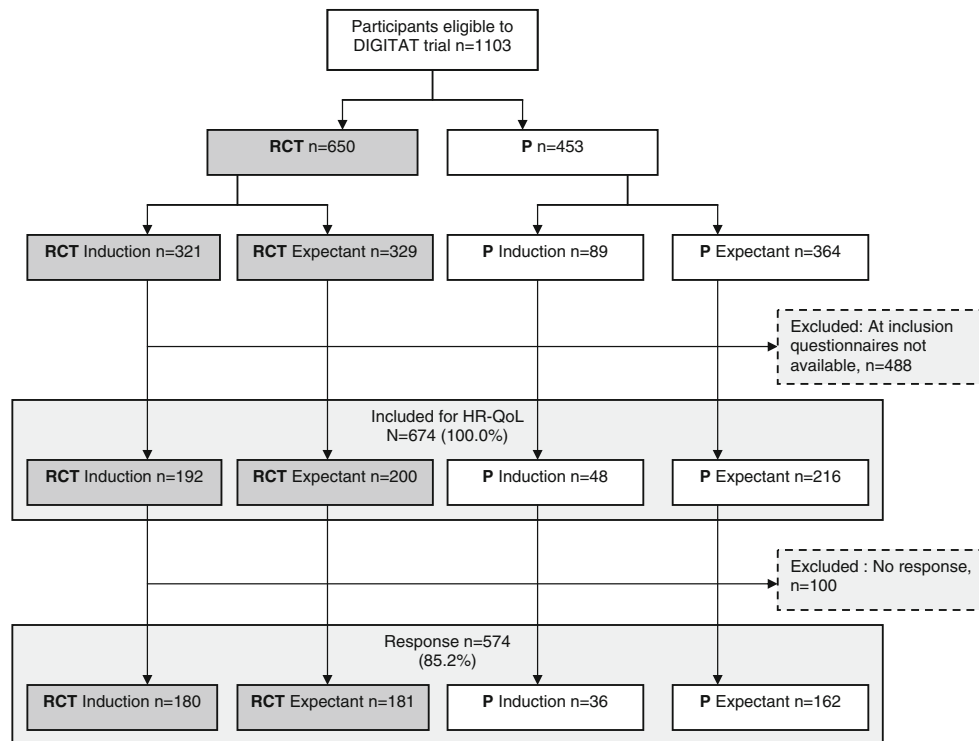 Participants eligible to
DIGITAT trial n=1103
RCT n=650
P n=453
RCT Induction n=321
RCT Expectant n=329
P Induction n=89
P Expectant n=364
Excluded: At inclusion
questionnaires not
available, n=488
Included for HR-QoL
N=674 (100.0%)
RCT Induction n=192
RCT Expectant n=200
P Induction n=48
P Expectant n=216
Excluded : No response,
n=100
Response n=574
(85.2%)
RCT Induction n=180
RCT Expectant n=181
P Induction n=36
P Expectant n=162